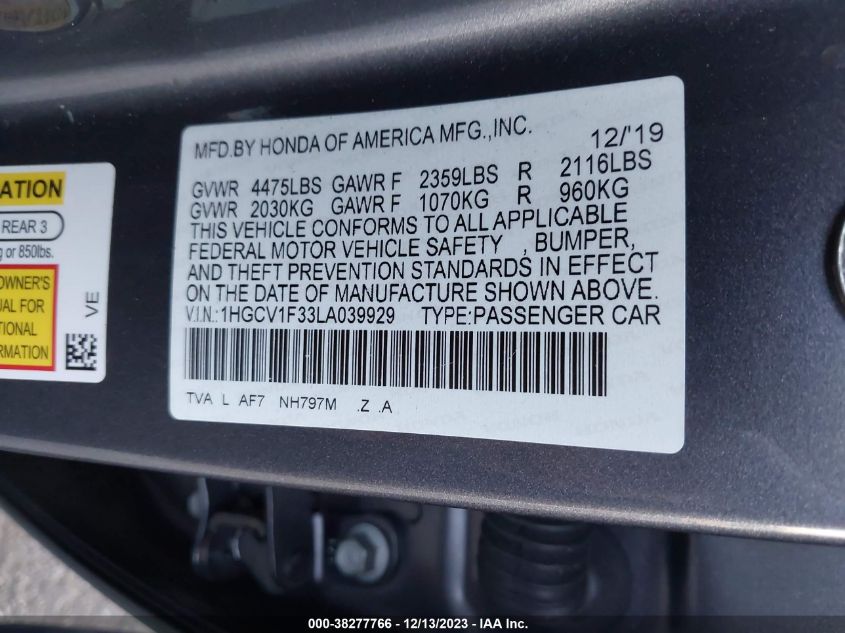 MFD.BY HONDA OF AMERICA MFG.,INC. 12/'19
GVWR 4475LBS GAWR F 2359LBS R 2116LBS
GVWR 2030KG GAWR F 1070KG R 960KG
THIS VEHICLE CONFORMS TO ALL APPLICABLE
FEDERAL MOTOR VEHICLE SAFETY , BUMPER,
AND THEFT PREVENTION STANDARDS IN EFFECT
ON THE DATE OF MANUFACTURE SHOWN ABOVE.
V.I.N.:1HGCV1F33LA039929 TYPE:PASSENGER CAR
TVA L AF7 NH797M .Z .A
ATION
REAR 3
g or 850lbs.
OWNER'S
UAL FOR
TIONAL
RMATION
VE
000-38277766 - 12/13/2023 - IAA Inc.